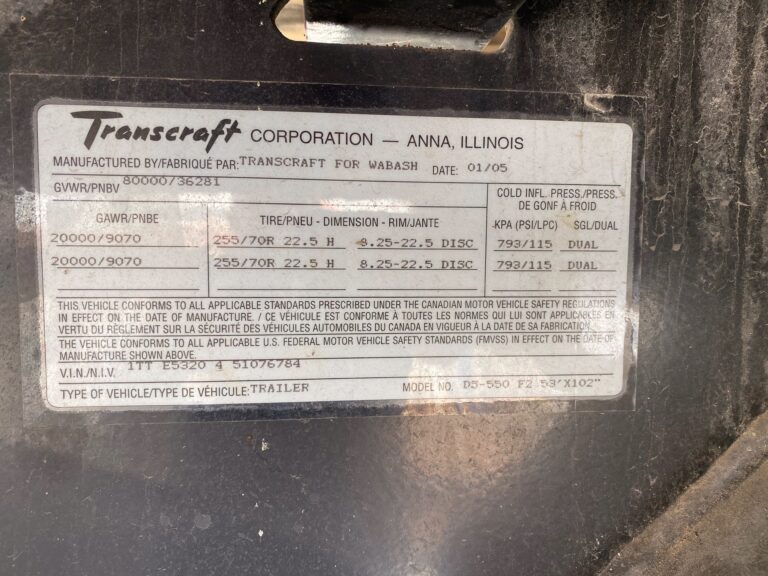 Transcraft CORPORATION — ANNA, ILLINOIS
MANUFACTURED BY/FABRIQUÉ PAR: TRANSCRAFT FOR WABASH DATE: 01/05
GVWR/PNBV 80000/36281
COLD INFL. PRESS./PRESS.
DE GONF À FROID
GAWR/PNBE TIRE/PNEU - DIMENSION - RIM/JANTE KPA (PSI/LPC) SGL/DUAL
20000/9070 255/70R 22.5 H 8.25-22.5 DISC 793/115 DUAL
20000/9070 255/70R 22.5 H 8.25-22.5 DISC 793/115 DUAL
THIS VEHICLE CONFORMS TO ALL APPLICABLE STANDARDS PRESCRIBED UNDER THE CANADIAN MOTOR VEHICLE SAFETY REGULATIONS
IN EFFECT ON THE DATE OF MANUFACTURE. / CE VÉHICULE EST CONFORME À TOUTES LES NORMES QUI LUI SONT APPLICABLES EN
VERTU DU RÈGLEMENT SUR LA SÉCURITÉ DES VÉHICULES AUTOMOBILES DU CANADA EN VIGUEUR À LA DATE DE SA FABRICATION.
THE VEHICLE CONFORMS TO ALL APPLICABLE U.S. FEDERAL MOTOR VEHICLE SAFETY STANDARDS (FMVSS) IN EFFECT ON THE DATE OF
MANUFACTURE SHOWN ABOVE.
V.I.N./N.I.V. 1TT E5320 4 51076784
TYPE OF VEHICLE/TYPE DE VÉHICULE: TRAILER MODEL NO. D5-550 F2 53'X102"